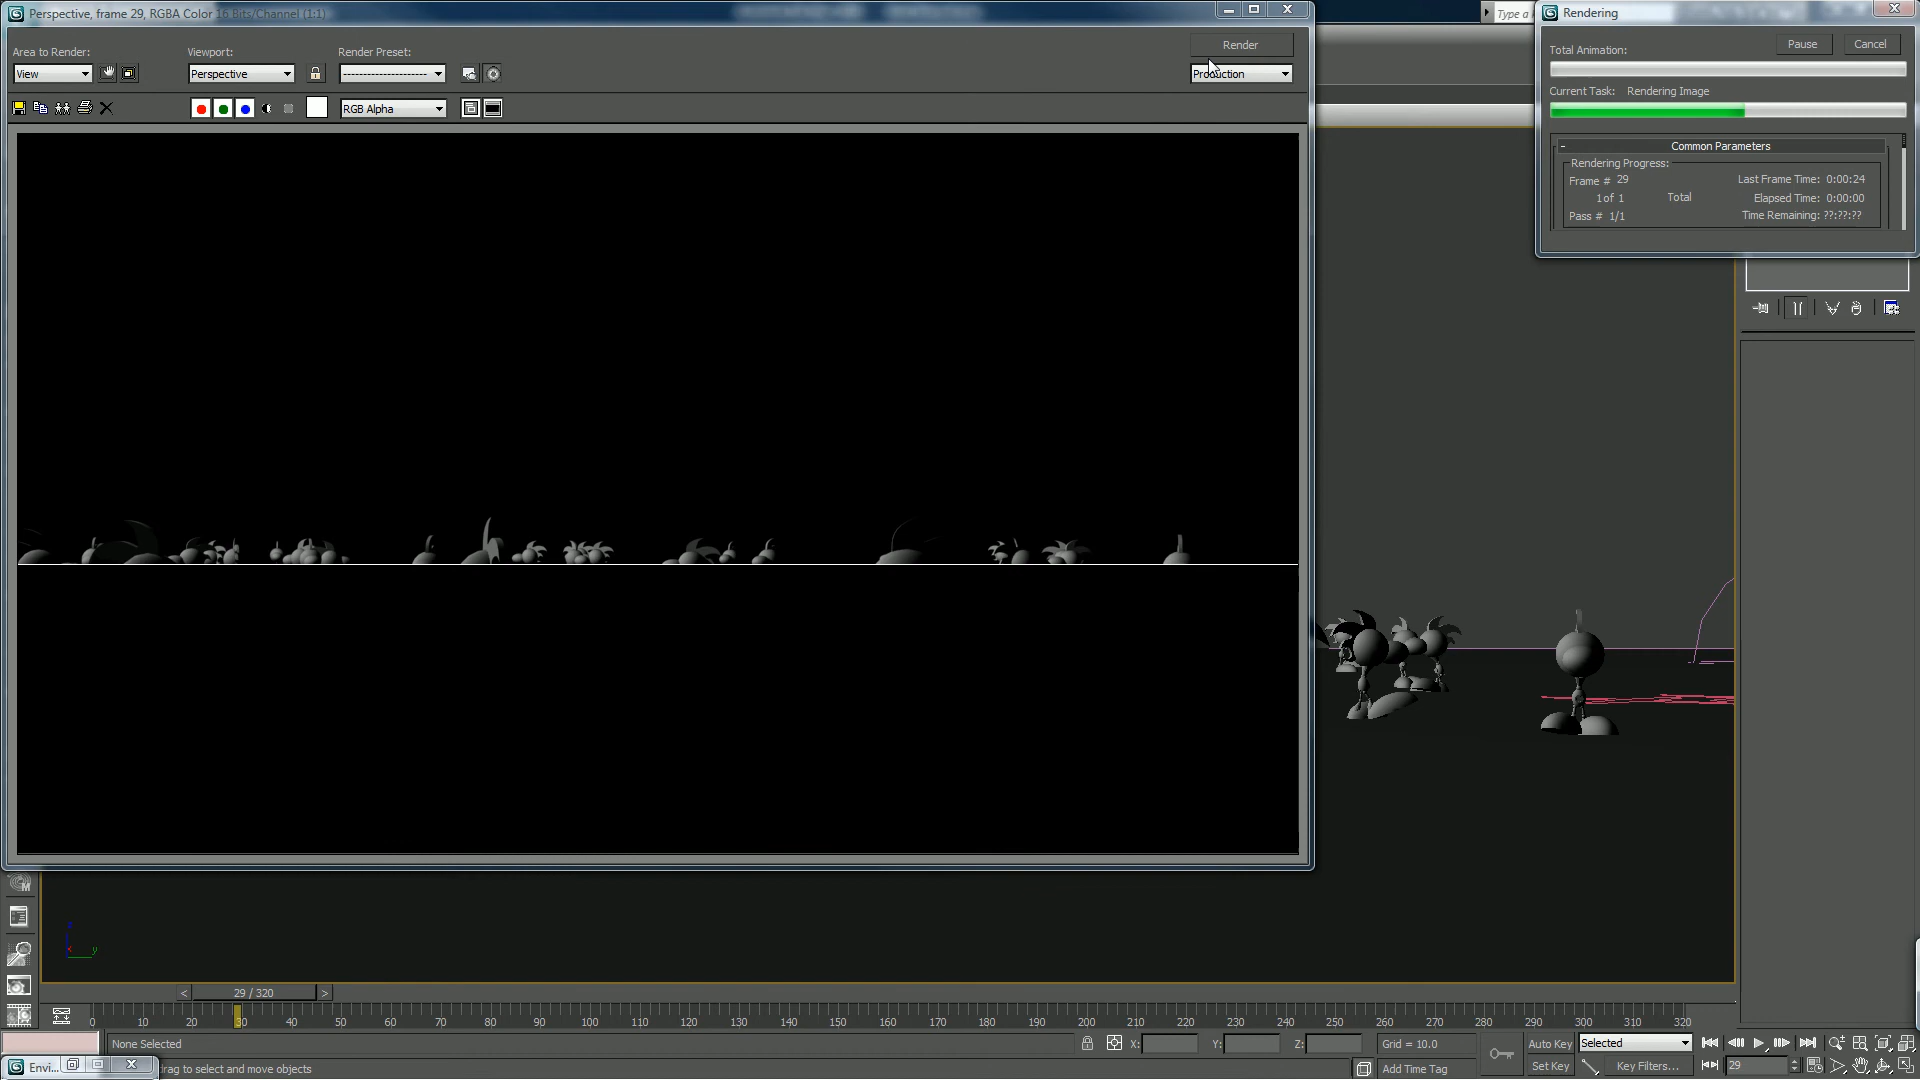 Perspective, frame 29, RGBA Color 16 Bits/Channel (1:1)
Area to Render:
Viewport:
Render Preset:
Render
View
Perspective
Production
RGB Alpha
Type a
Rendering
Total Animation:
Pause
Cancel
Current Task: Rendering Image
- Common Parameters
Rendering Progress:
Frame # 29
Last Frame Time: 0:00:24
1 of 1
Total
Elapsed Time: 0:00:00
Pass # 1/1
Time Remaining: ??:??:??
y
< 29 / 320 >
0 10 20 30 40 50 60 70 80 90 100 110 120 130 140 150 160 170 180 190 200 210 220 230 240 250 260 270 280 290 300 310 320
None Selected
X:
Y:
Z:
Grid = 10.0
Auto Key
Selected
Envi...
drag to select and move objects
Add Time Tag
Set Key
Key Filters...
29